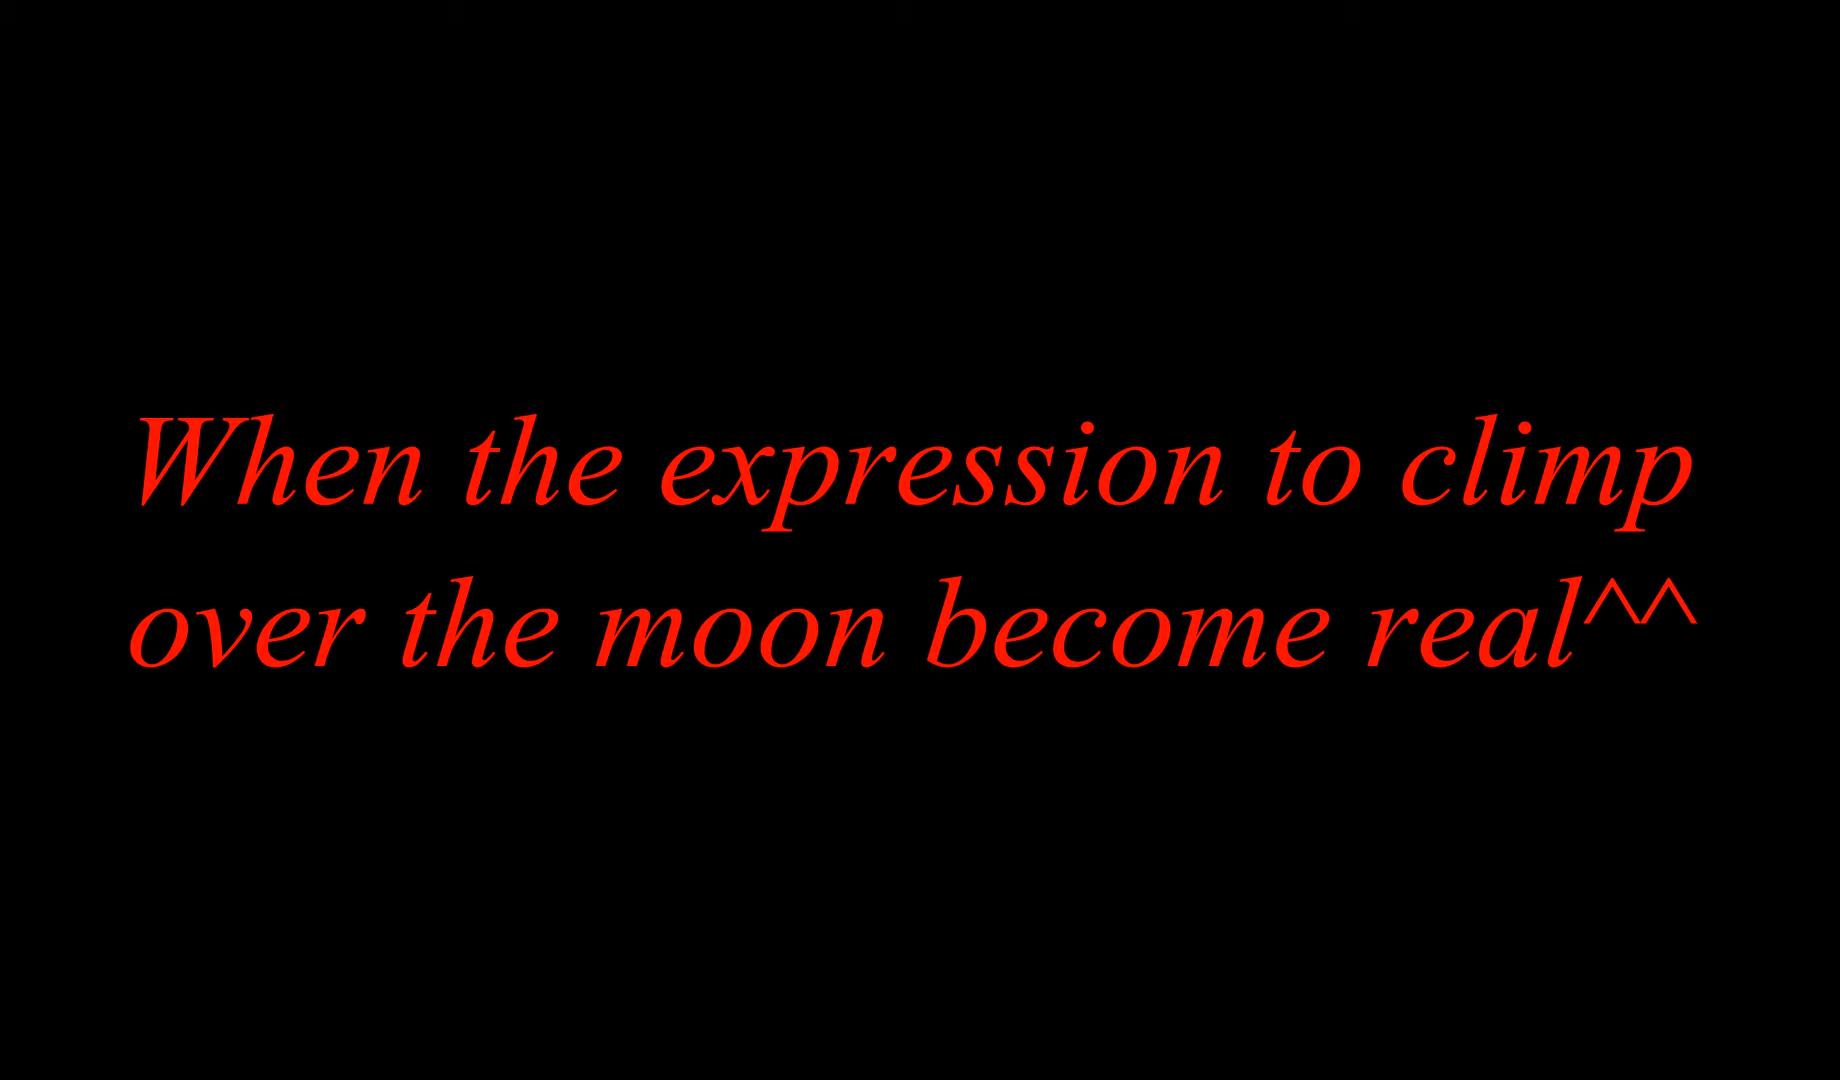 When the expression to climp
over the moon become real^^